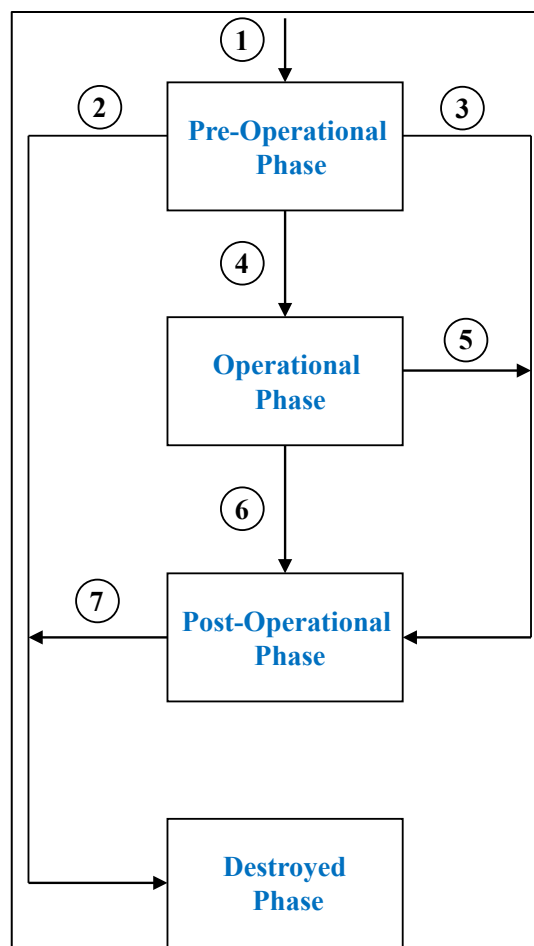 1
2
3
Pre-Operational
Phase
4
Operational
Phase
5
6
7
Post-Operational
Phase
Destroyed
Phase